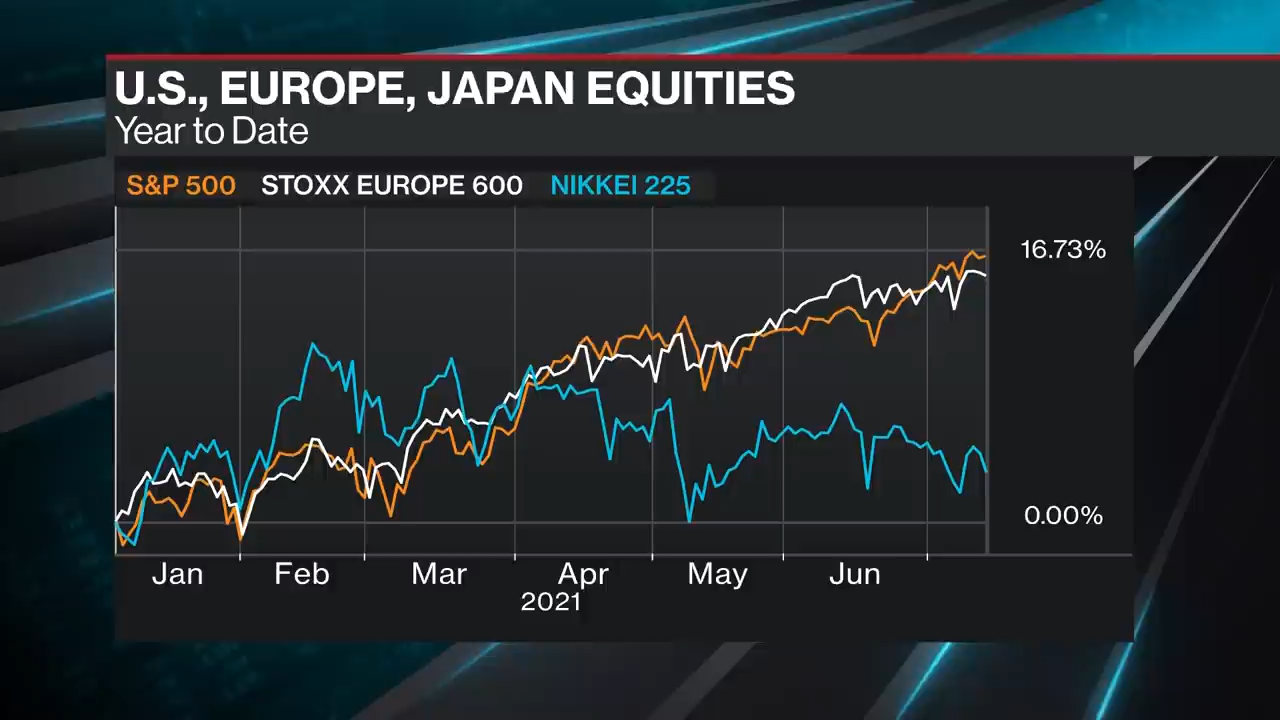 U.S., EUROPE, JAPAN EQUITIES
Year to Date
S&P 500 STOXX EUROPE 600 NIKKEI 225
16.73%
0.00%
Jan Feb Mar Apr May Jun
2021